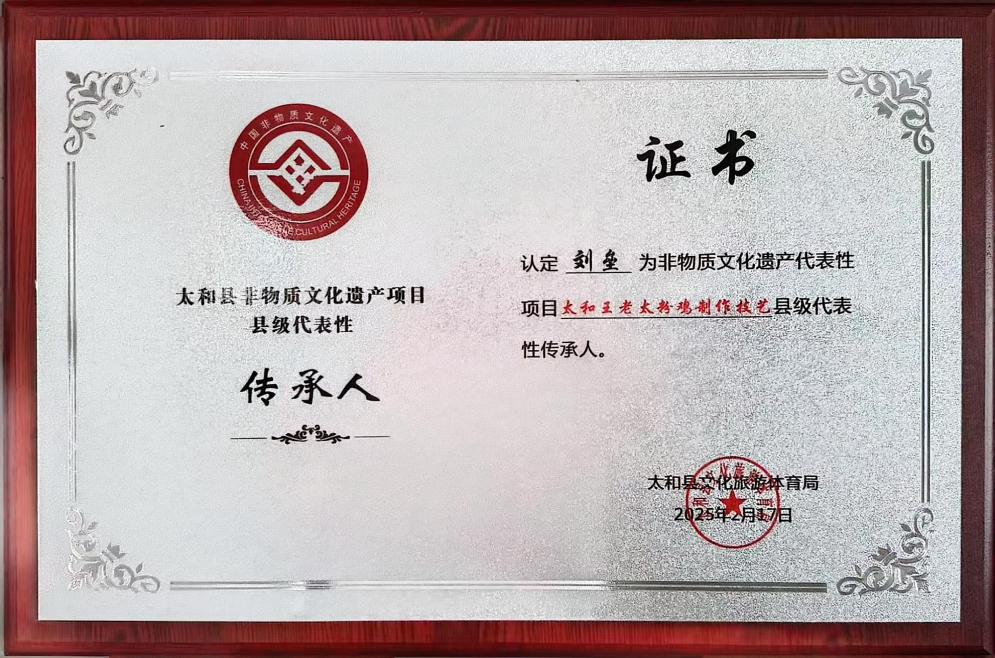 中国非物质文化遗产
CHINA INTANGIBLE CULTURAL HERITAGE
太和县非物质文化遗产项目
县级代表性
传承人
证书
认定 刘垒 为非物质文化遗产代表性
项目太和王老太粉鸡制作技艺县级代表
性传承人。
太和县文化旅游体育局
2025年2月17日